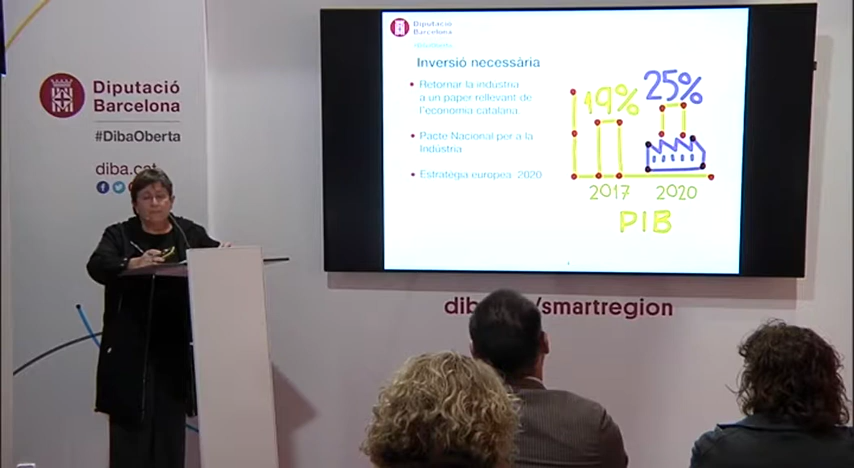 Diputació
Barcelona
#DibaOberta
diba.cat
Diputació
Barcelona
Inversió necessària
• Retornar la indústria
a un paper rellevant de
l'economia catalana
• Pacte Nacional per a la
Indústria
• Estratègia europea 2020
19%
25%
2017
2020
PIB
/smartregion